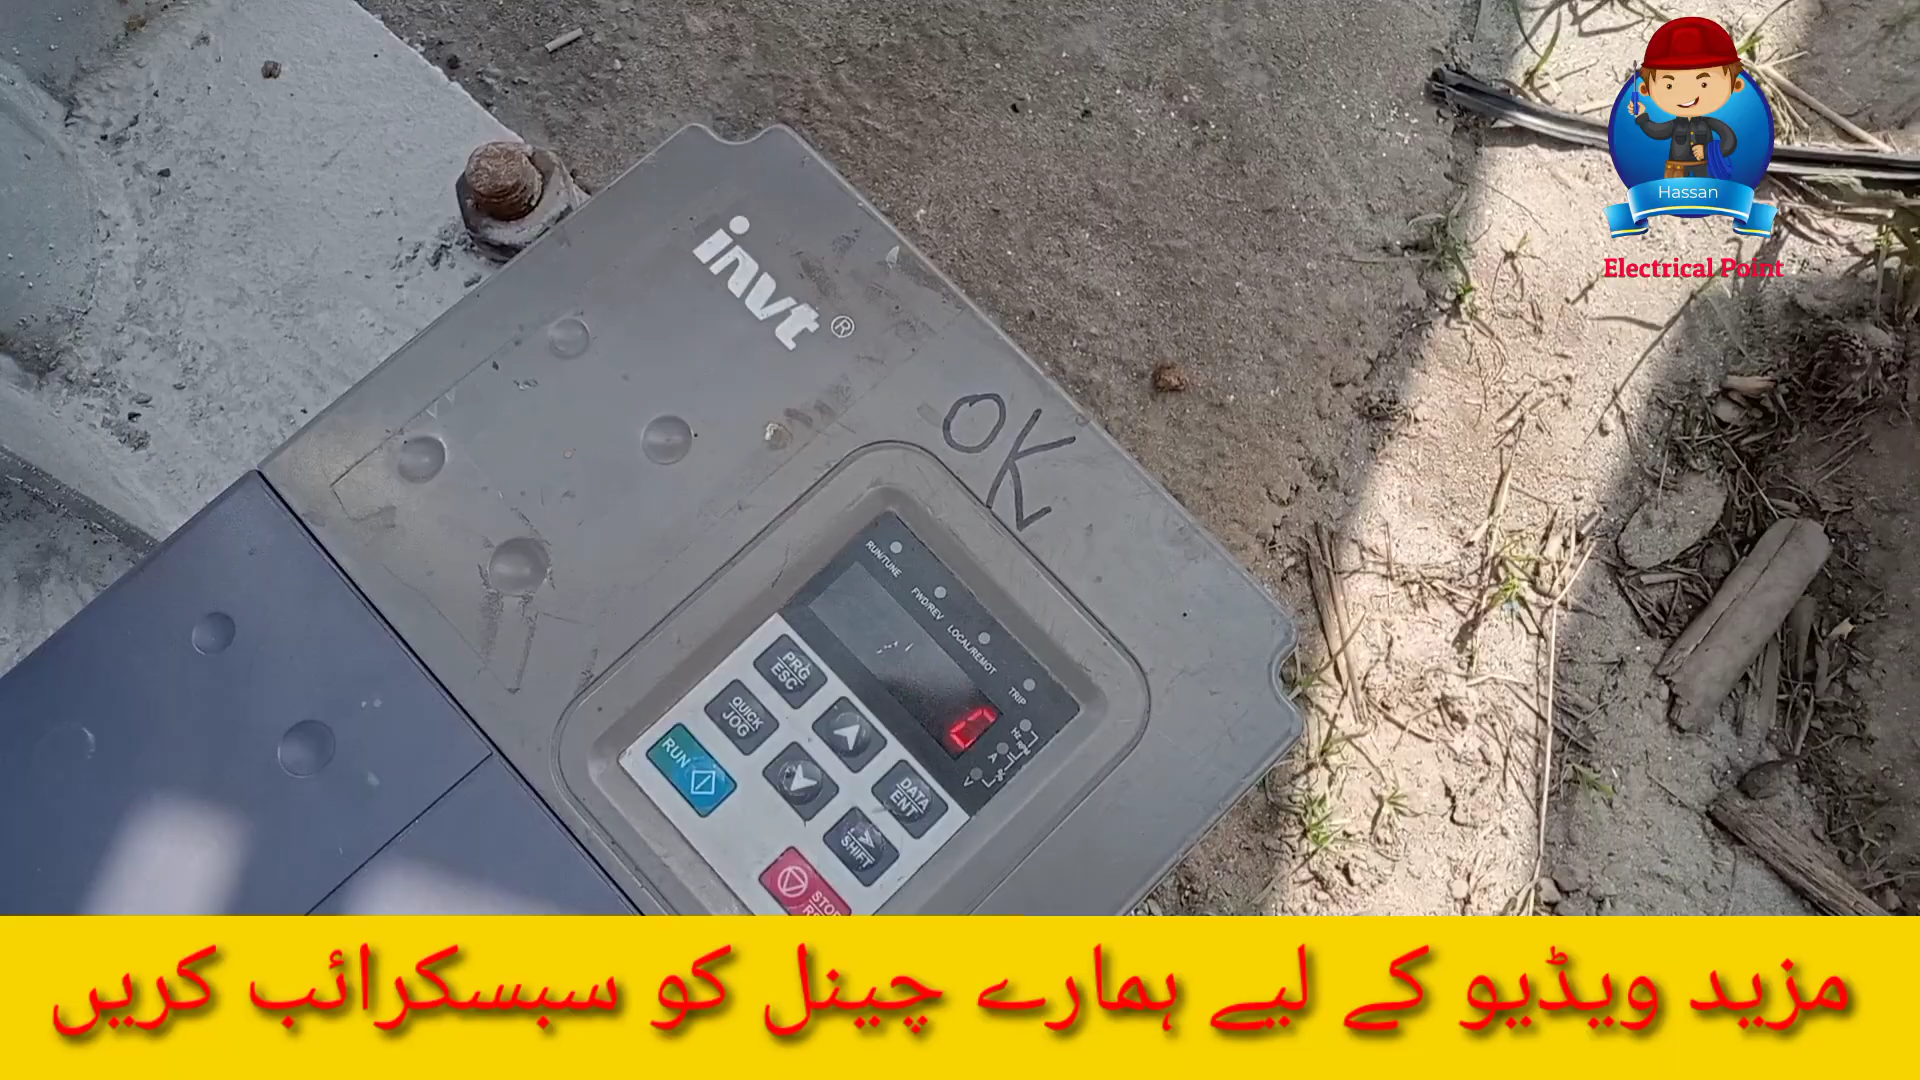 Hassan
Electrical Point
invt ®
OK
RUN/TUNE
FWD/REV
LOCAL/REMOT
TRIP
Hz
A
V
PRG
ESC
QUICK
JOG
RUN
DATA
ENT
SHIFT
مزید ویڈیو کے لیے ہمارے چینل کو سبسکرائب کریں